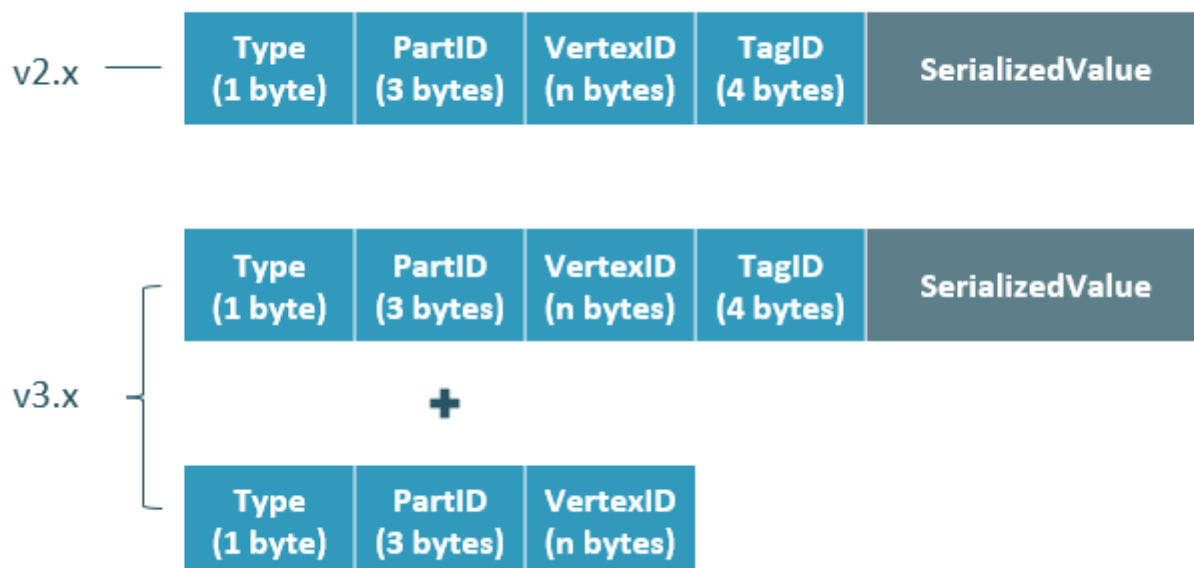 v2.x
Type
(1 byte)
PartID
(3 bytes)
VertexID
(n bytes)
TagID
(4 bytes)
SerializedValue
v3.x
Type
(1 byte)
PartID
(3 bytes)
VertexID
(n bytes)
TagID
(4 bytes)
SerializedValue
Type
(1 byte)
PartID
(3 bytes)
VertexID
(n bytes)